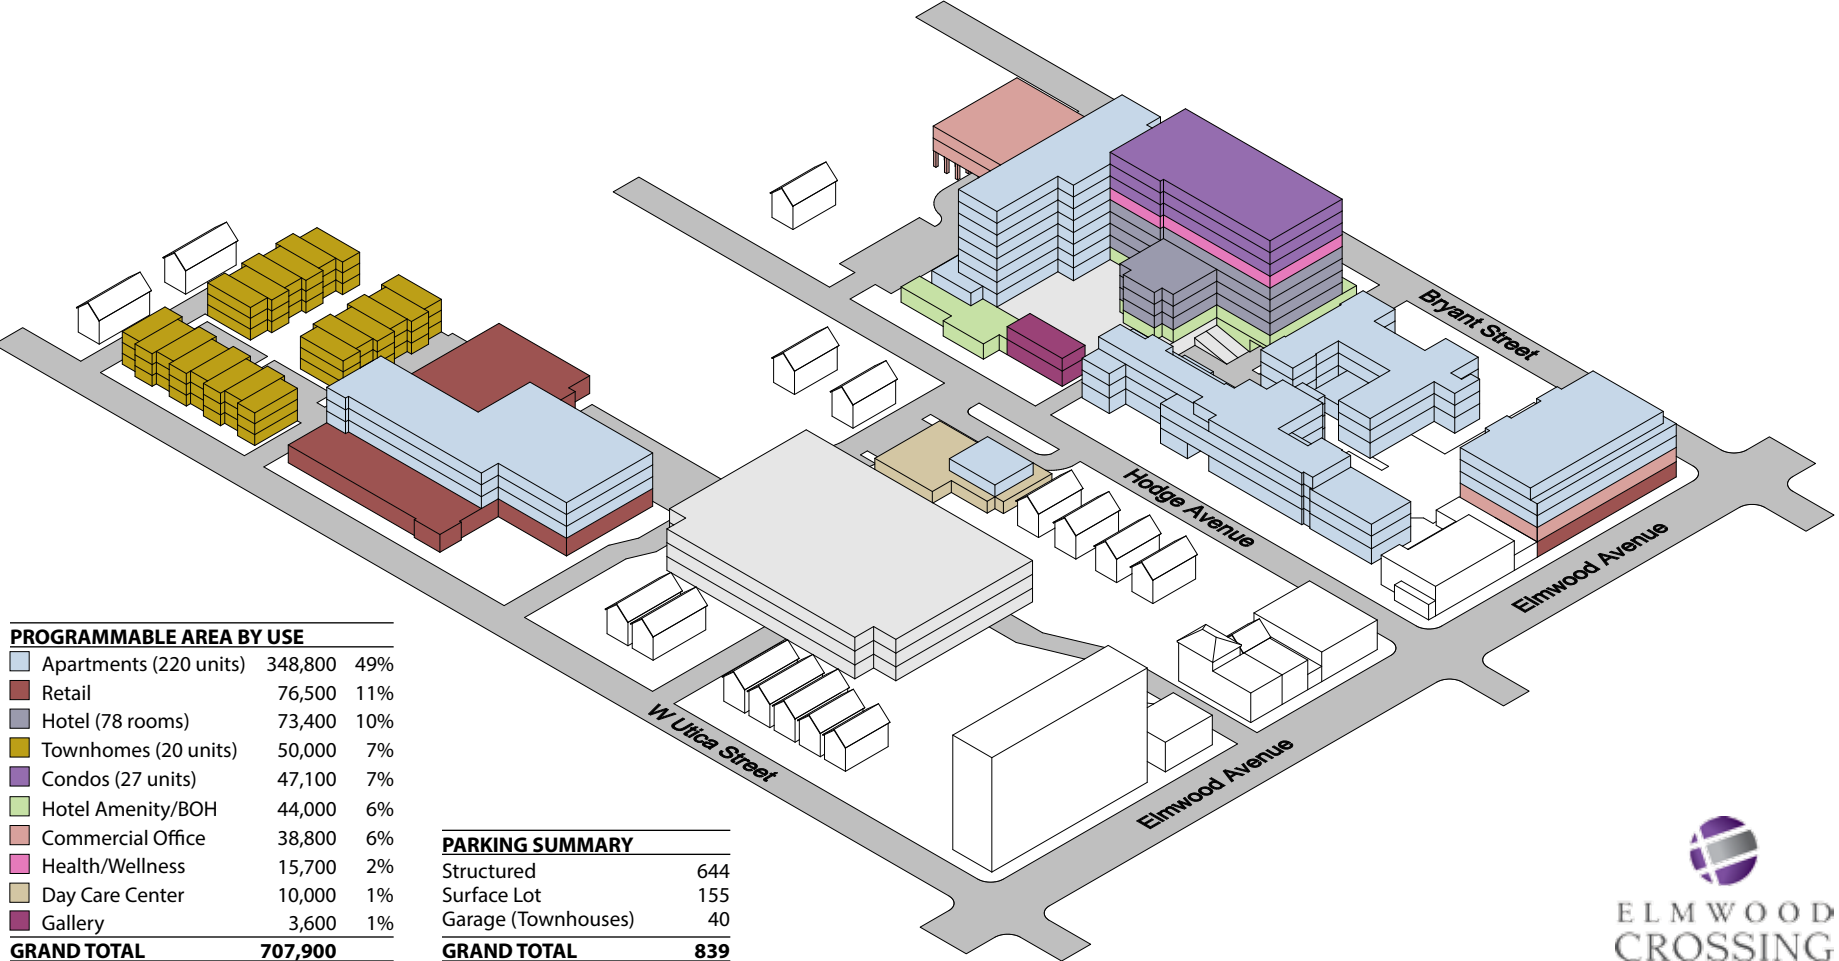 Bryant Street
Hodge Avenue
Elmwood Avenue
W Utica Street
Elmwood Avenue
PROGRAMMABLE AREA BY USE
Apartments (220 units) 348,800 49%
Retail 76,500 11%
Hotel (78 rooms) 73,400 10%
Townhomes (20 units) 50,000 7%
Condos (27 units) 47,100 7%
Hotel Amenity/BOH 44,000 6%
Commercial Office 38,800 6%
Health/Wellness 15,700 2%
Day Care Center 10,000 1%
Gallery 3,600 1%
GRAND TOTAL 707,900
PARKING SUMMARY
Structured 644
Surface Lot 155
Garage (Townhouses) 40
GRAND TOTAL 839
ELMWOOD
CROSSING